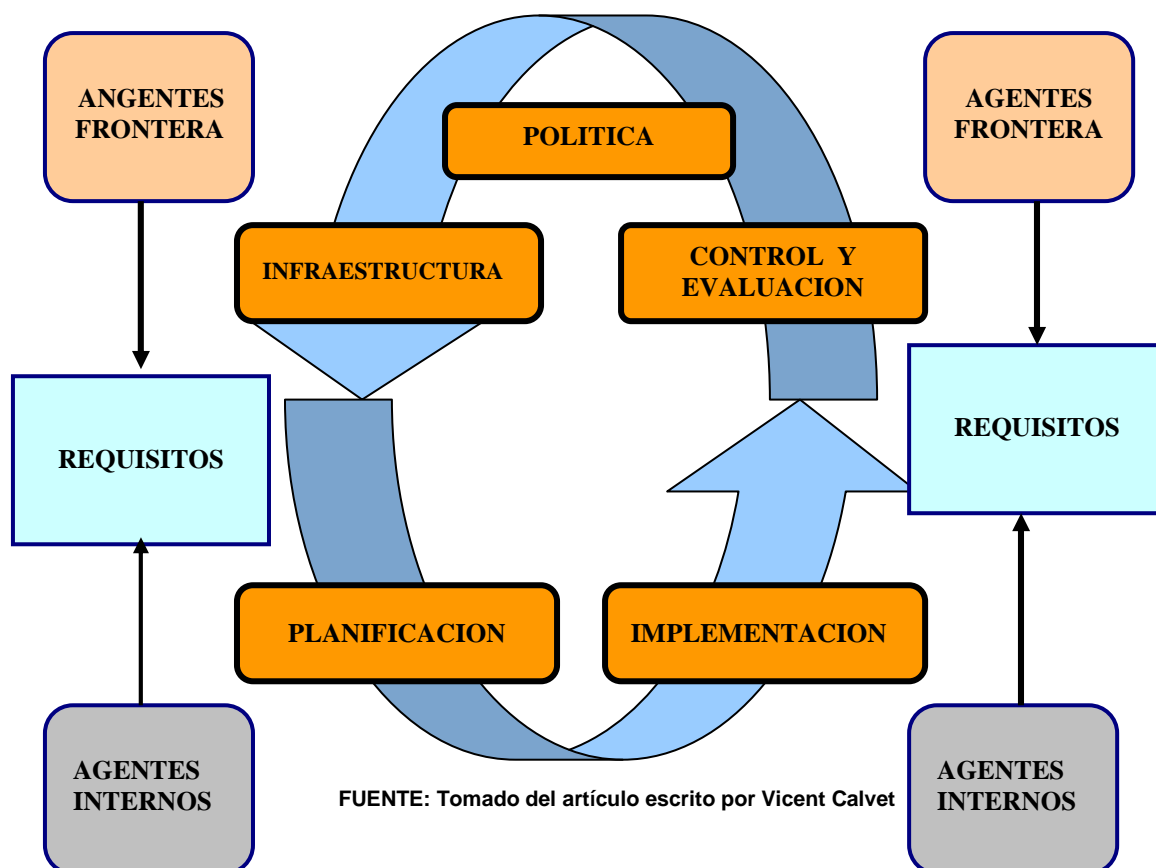 ANGENTES
FRONTERA
POLITICA
AGENTES
FRONTERA
INFRAESTRUCTURA
CONTROL Y
EVALUACION
REQUISITOS
REQUISITOS
PLANIFICACION
IMPLEMENTACION
AGENTES
INTERNOS
FUENTE: Tomado del artículo escrito por Vicent Calvet
AGENTES
INTERNOS